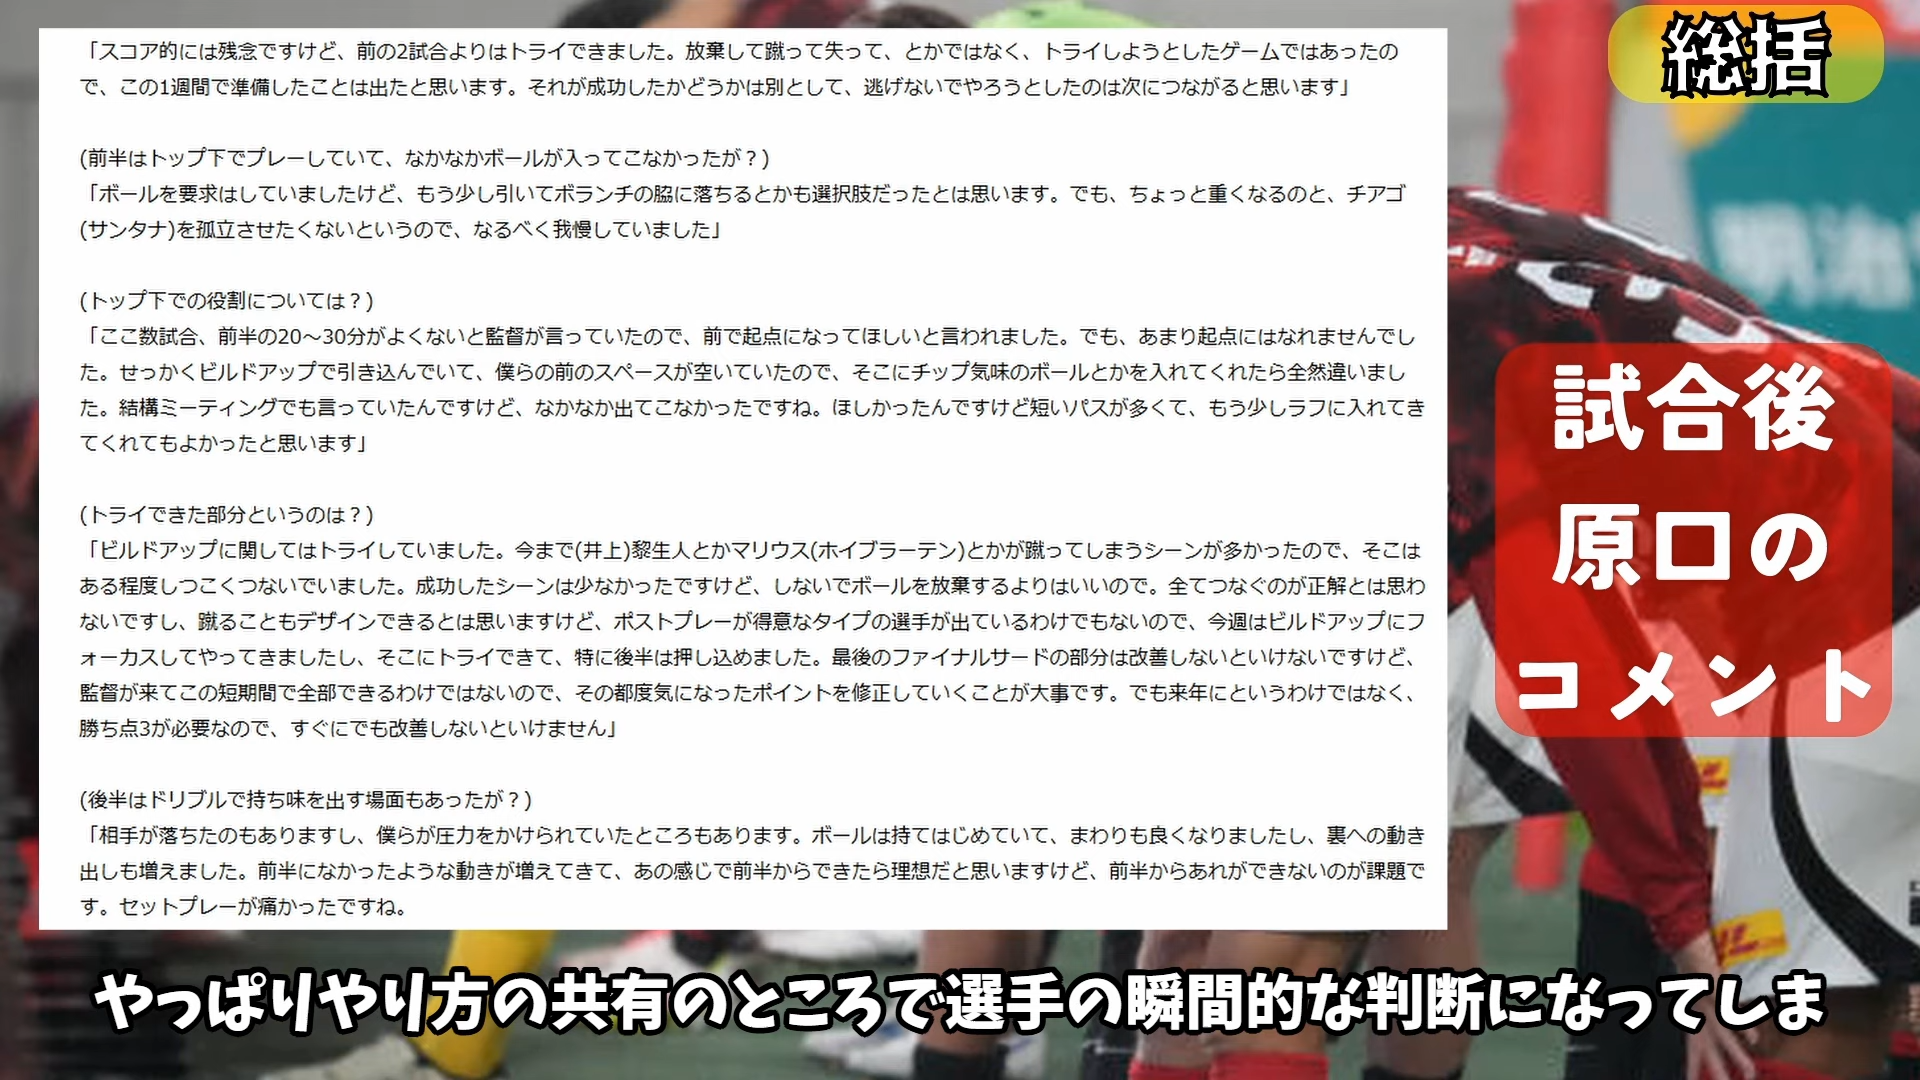 「スコア的には残念ですけど、前の2試合よりはトライできました。放棄して蹴って失って、とかではなく、トライしようとしたゲームではあったの
で、この1週間で準備したことは出たと思います。それが成功したかどうかは別として、逃げないでやろうとしたのは次につながると思います」
(前半はトップ下でプレーしていて、なかなかボールが入ってこなかったが？)
「ボールを要求はしていましたけど、もう少し引いてボランチの脇に落ちるとかも選択肢だったとは思います。でも、ちょっと重くなるのと、チアゴ
(サンタナ)を孤立させたくないというので、なるべく我慢していました」
(トップ下での役割については？)
「ここ数試合、前半の20〜30分がよくないと監督が言っていたので、前で起点になってほしいと言われました。でも、あまり起点にはなれませんでし
た。せっかくビルドアップで引き込んでいて、僕らの前のスペースが空いていたので、そこにチップ気味のボールとかを入れてくれたら全然違いまし
た。結構ミーティングでも言っていたんですけど、なかなか出てこなかったですね。ほしかったんですけど短いパスが多くて、もう少しラフに入れてき
てくれてもよかったと思います」
(トライできた部分というのは？)
「ビルドアップに関してはトライしていました。今まで(井上)黎生人とかマリウス(ホイブラーテン)とかが蹴ってしまうシーンが多かったので、そこは
ある程度しつこくつないでいました。成功したシーンは少なかったですけど、しないでボールを放棄するよりはいいので。全てつなぐのが正解とは思わ
ないですし、蹴ることもデザインできるとは思いますけど、ポストプレーが得意なタイプの選手が出ているわけでもないので、今週はビルドアップにフ
ォーカスしてやってきましたし、そこにトライできて、特に後半は押し込めました。最後のファイナルサードの部分は改善しないといけないですけど、
監督が来てこの短期間で全部できるわけではないので、その都度気になったポイントを修正していくことが大事です。でも来年にというわけではなく、
勝ち点3が必要なので、すぐにでも改善しないといけません」
(後半はドリブルで持ち味を出す場面もあったが？)
「相手が落ちたのもありますし、僕らが圧力をかけられていたところもあります。ボールは持てはじめていて、まわりも良くなりましたし、裏への動き
出しも増えました。前半になかったような動きが増えてきて、あの感じで前半からできたら理想だと思いますけど、前半からあれができないのが課題で
す。セットプレーが痛かったですね。
総括
明治
試合後
原口の
コメント
やっぱりやり方の共有のところで選手の瞬間的な判断になってしま